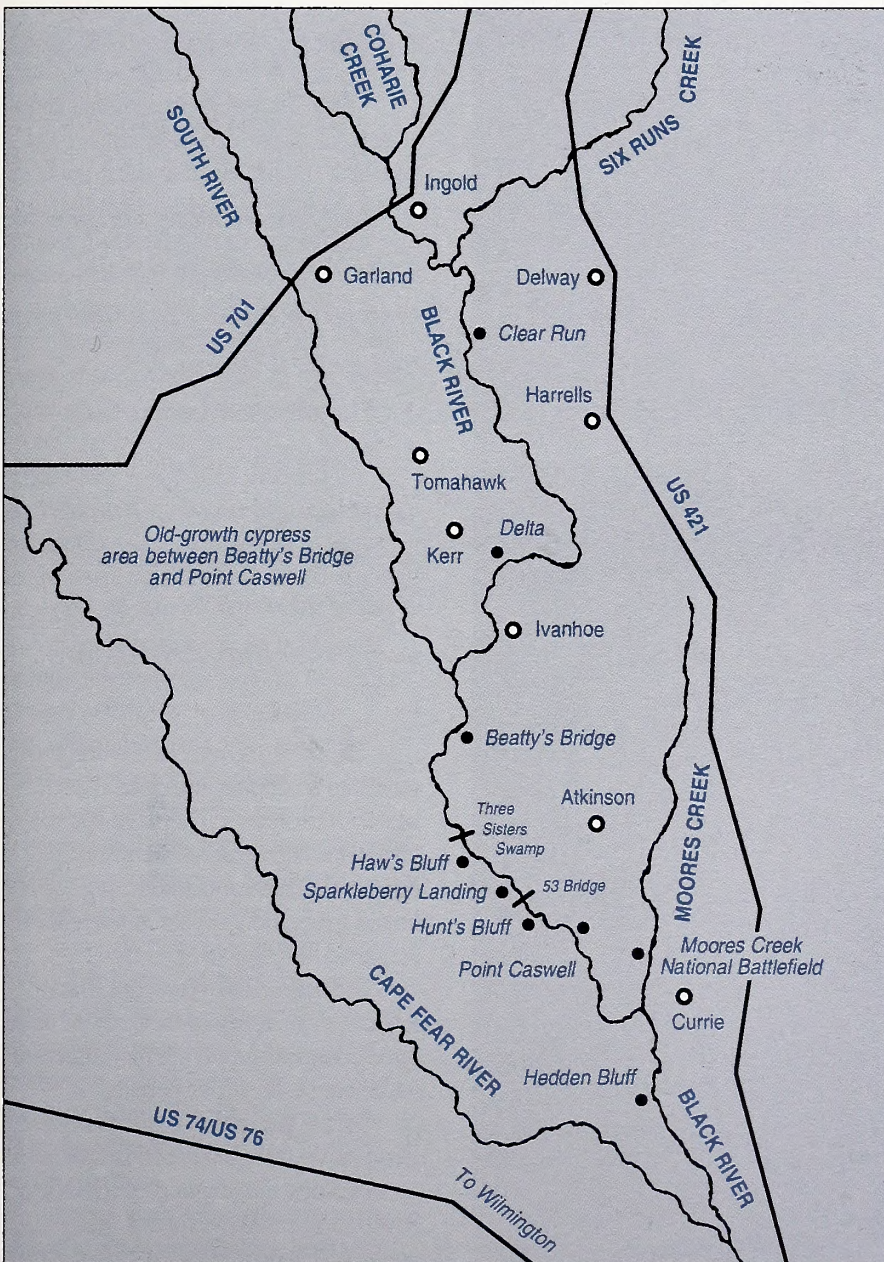 COHARIE
CREEK
SOUTH RIVER
SIX RUNS CREEK
Ingold
Garland
Delway
US 701
BLACK RIVER
Clear Run
Harrells
Tomahawk
US 421
Old-growth cypress
area between Beatty's Bridge
and Point Caswell
Delta
Kerr
Ivanhoe
Beatty's Bridge
Atkinson
Three
Sisters
Swamp
MOORES CREEK
Haw's Bluff
Sparkleberry Landing
53 Bridge
Hunt's Bluff
Point Caswell
Moores Creek
National Battlefield
CAPE FEAR RIVER
Currie
Hedden Bluff
BLACK RIVER
US 74/US 76
To Wilmington